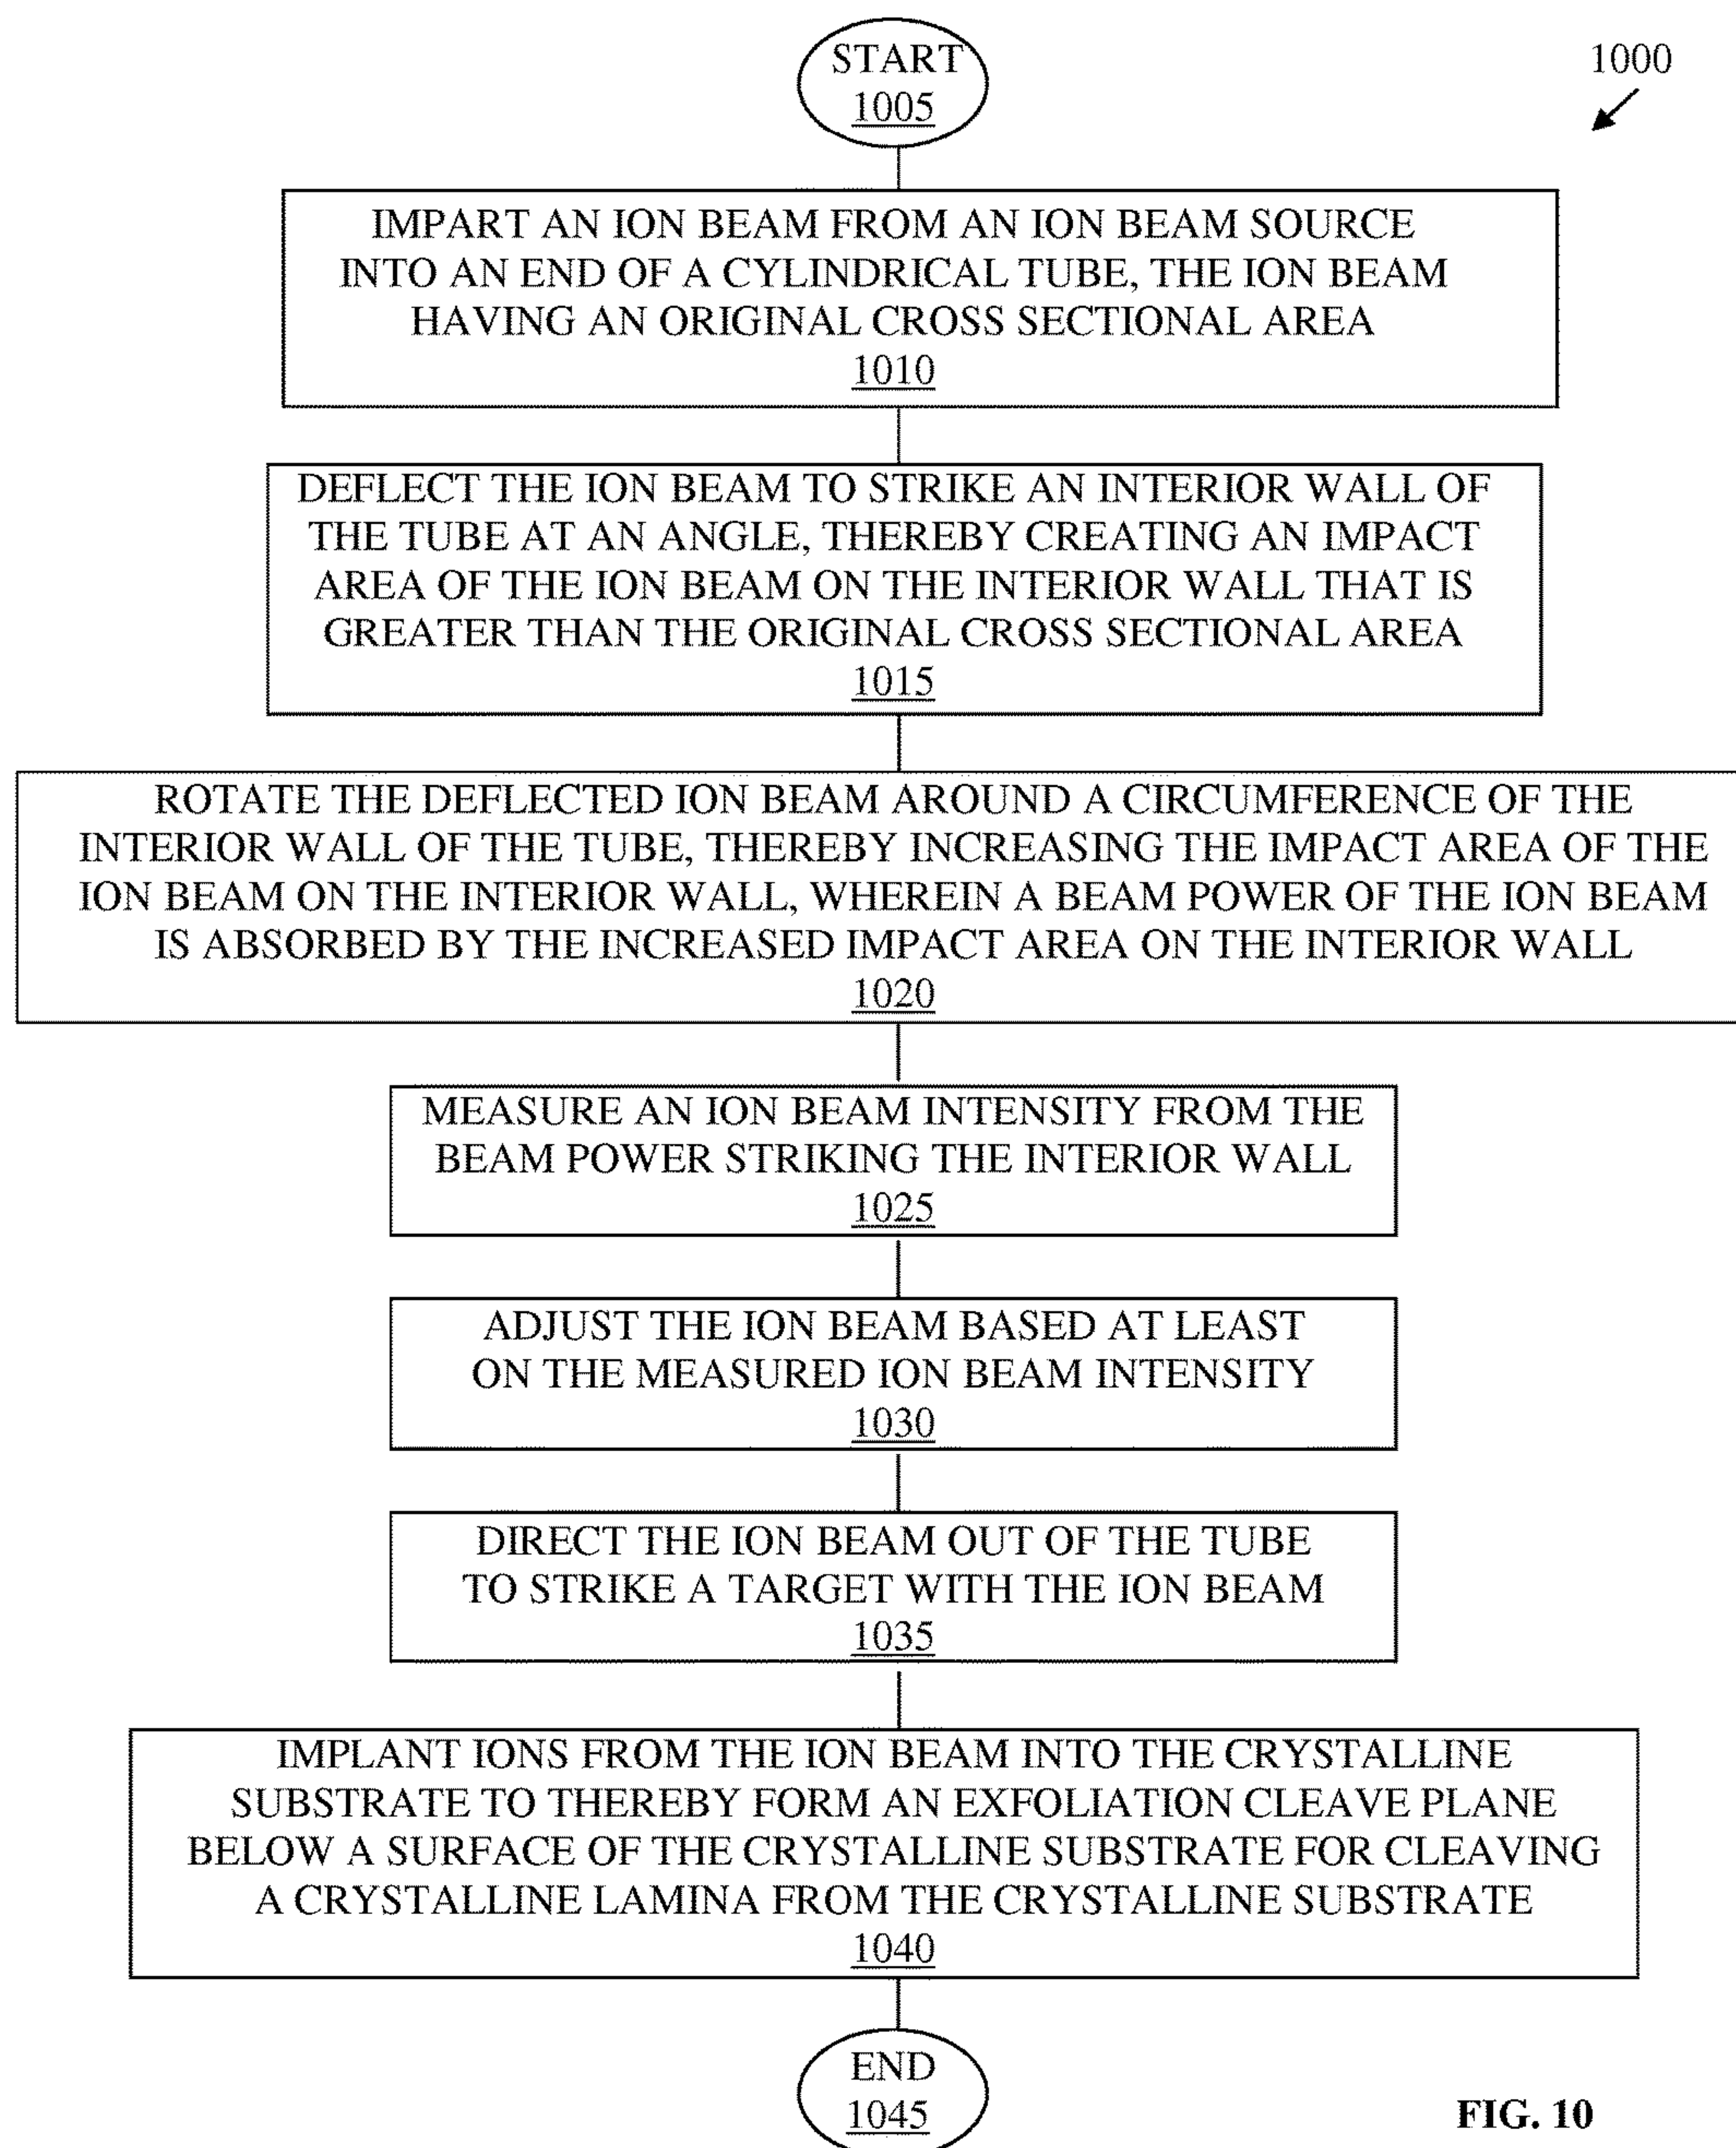 START
1000
1005
IMPART AN ION BEAM FROM AN ION BEAM SOURCE
INTO AN END OF A CYLINDRICAL TUBE, THE ION BEAM
HAVING AN ORIGINAL CROSS SECTIONAL AREA
1010
DEFLECT THE ION BEAM TO STRIKE AN INTERIOR WALL OF
THE TUBE AT AN ANGLE, THEREBY CREATING AN IMPACT
AREA OF THE ION BEAM ON THE INTERIOR WALL THAT IS
GREATER THAN THE ORIGINAL CROSS SECTIONAL AREA
1015
ROTATE THE DEFLECTED ION BEAM AROUND A CIRCUMFERENCE OF THE
INTERIOR WALL OF THE TUBE, THEREBY INCREASING THE IMPACT AREA OF THE
ION BEAM ON THE INTERIOR WALL, WHEREIN A BEAM POWER OF THE ION BEAM
IS ABSORBED BY THE INCREASED IMPACT AREA ON THE INTERIOR WALL
1020
MEASURE AN ION BEAM INTENSITY FROM THE
BEAM POWER STRIKING THE INTERIOR WALL
1025
ADJUST THE ION BEAM BASED AT LEAST
ON THE MEASURED ION BEAM INTENSITY
1030
DIRECT THE ION BEAM OUT OF THE TUBE
TO STRIKE A TARGET WITH THE ION BEAM
1035
IMPLANT IONS FROM THE ION BEAM INTO THE CRYSTALLINE
SUBSTRATE TO THEREBY FORM AN EXFOLIATION CLEAVE PLANE
BELOW A SURFACE OF THE CRYSTALLINE SUBSTRATE FOR CLEAVING
A CRYSTALLINE LAMINA FROM THE CRYSTALLINE SUBSTRATE
1040
END
1045
FIG. 10